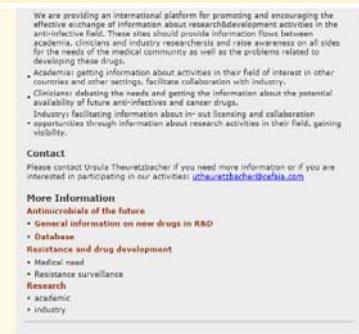 We are providing an international platform for promoting and encouraging the
effective exchange of information about research&development activities in the
anti-infective field. These sites should provide information flows between
academia, clinicians and industry researchersis and raise awareness on all sides
for the needs of the medical community as well as the problems related to
developing these drugs.
• Academia: getting information about activities in their field of interest in other
countries and other settings, facilitate collaboration with industry.
• Clinicians: debating the needs and getting the information about the potential
availability of future anti-infectives and cancer drugs.
Industry: facilitating information about in- out licensing and collaboration
• opportunities through information about research activities in their field, gaining
visibility.
Contact
Please contact Ursula Theuretzbacher if you need more information or if you are
interested in participating in our activities: utheuretzbacher@cefaia.com
More Information
Antimicrobials of the future
• General information on new drugs in R&D
• Database
Resistance and drug development
• Medical need
• Resistance surveillance
Research
• academic
• industry